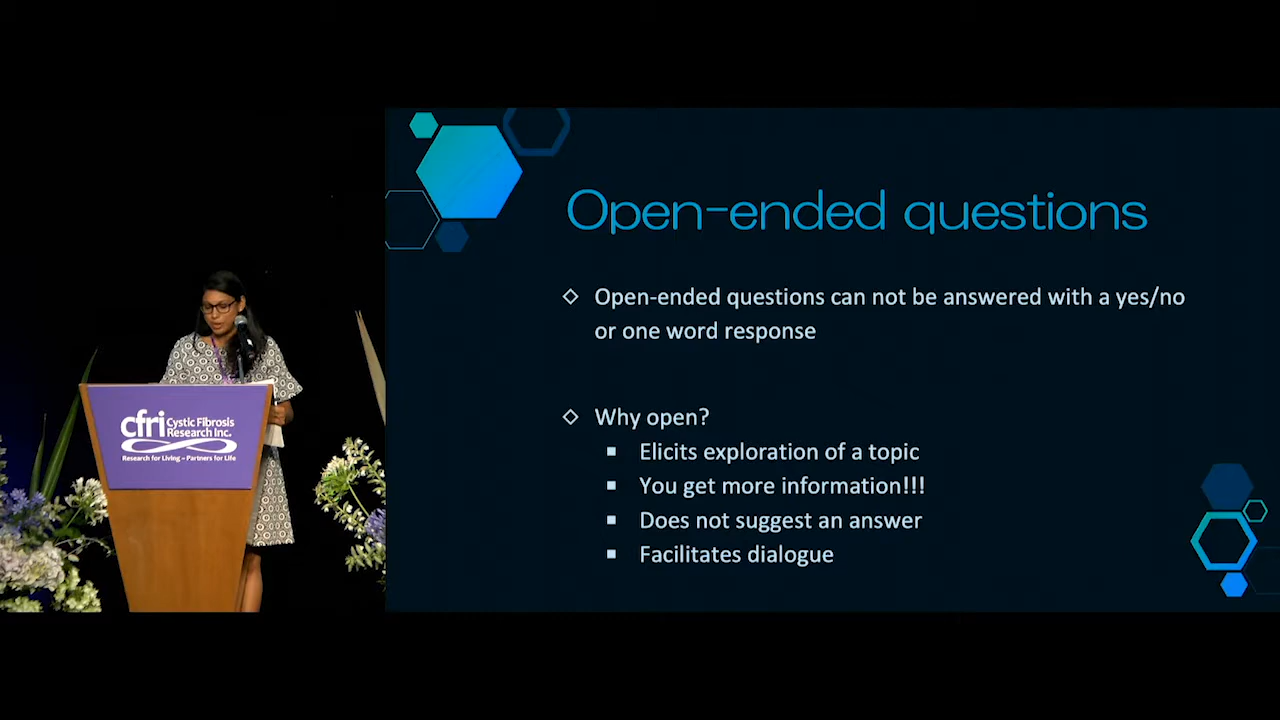 cfri Cystic Fibrosis
Research Inc.
Research for Living – Partners for Life
Open-ended questions
Open-ended questions can not be answered with a yes/no
or one word response
Why open?
Elicits exploration of a topic
You get more information!!!
Does not suggest an answer
Facilitates dialogue